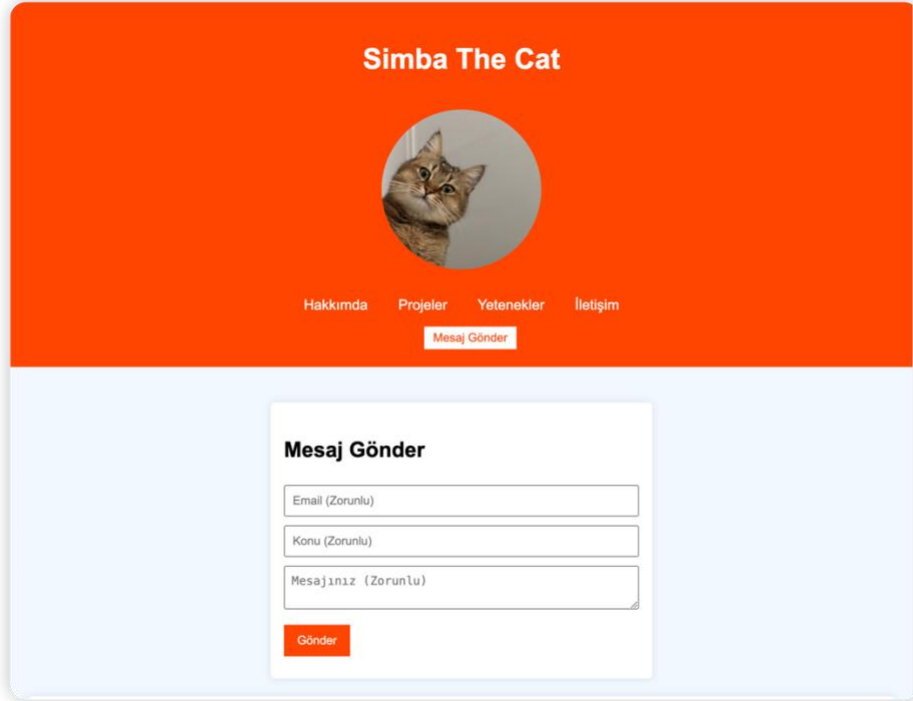 Simba The Cat
Hakkımda Projeler Yetenekler İletişim
Mesaj Gönder
Mesaj Gönder
Email (Zorunlu)
Konu (Zorunlu)
Mesajınız (Zorunlu)
Gönder